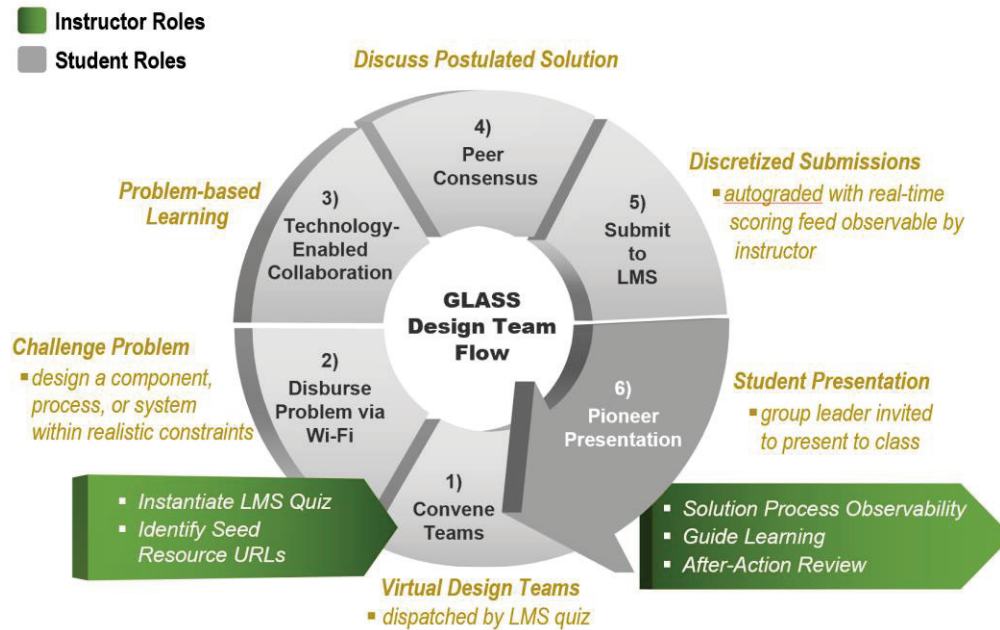 Instructor Roles
Student Roles
Discuss Postulated Solution
4)
Peer
Consensus
Problem-based
Learning
3)
Technology-
Enabled
Collaboration
5)
Submit
to
LMS
Discretized Submissions
▪ autograded with real-time
scoring feed observable by
instructor
GLASS
Design Team
Flow
Challenge Problem
▪ design a component,
process, or system
within realistic constraints
2)
Disburse
Problem via
Wi-Fi
6)
Pioneer
Presentation
Student Presentation
▪ group leader invited
to present to class
▪ Instantiate LMS Quiz
▪ Identify Seed
Resource URLs
1)
Convene
Teams
▪ Solution Process Observability
▪ Guide Learning
▪ After-Action Review
Virtual Design Teams
▪ dispatched by LMS quiz